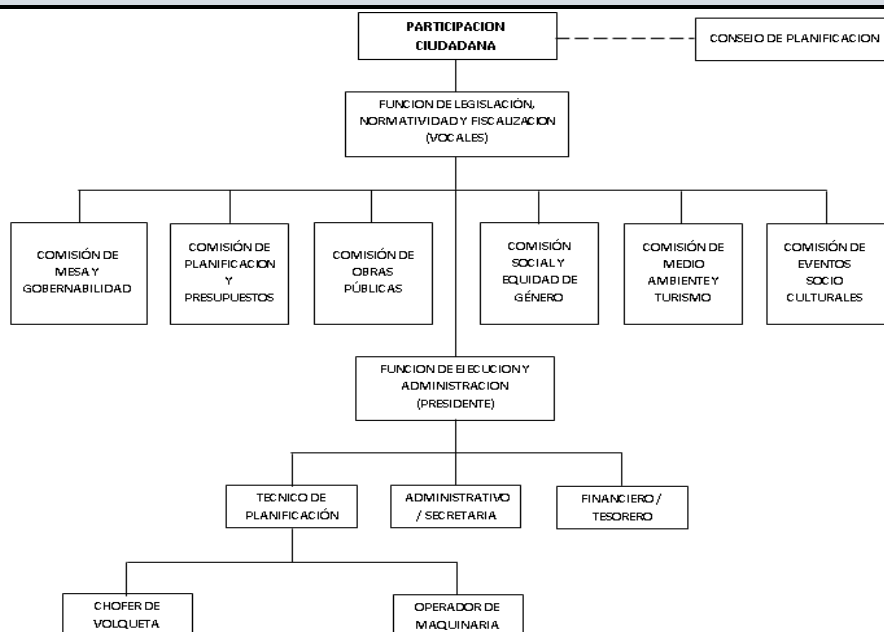 PARTICIPACION
CIUDADANA
CONSEJO DE PLANIFICACION
FUNCION DE LEGISLACIÓN,
NORMATIVIDAD Y FISCALIZACION
(VOCALES)
COMISIÓN DE
MESA Y
GOBERNABILIDAD
COMISIÓN DE
PLANIFICACION
Y
PRESUPUESTOS
COMISIÓN DE
OBRAS
PÚBLICAS
COMISIÓN
SOCIAL Y
EQUIDAD DE
GÉNERO
COMISIÓN DE
MEDIO
AMBIENTE Y
TURISMO
COMISIÓN DE
EVENTOS
SOCIO
CULTURALES
FUNCION DE EJECUCION Y
ADMINISTRACION
(PRESIDENTE)
TECNICO DE
PLANIFICACIÓN
ADMINISTRATIVO
/ SECRETARIA
FINANCIERO /
TESORERO
CHOFER DE
VOLQUETA
OPERADOR DE
MAQUINARIA